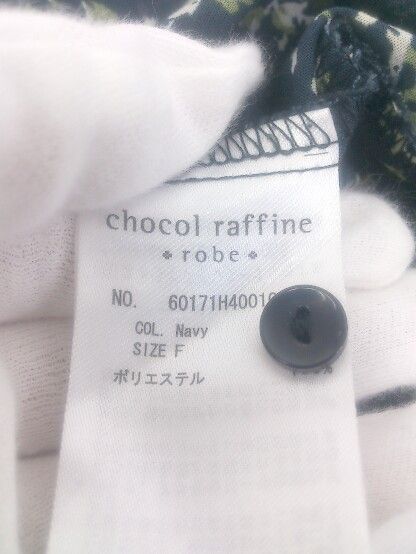 chocol raffine
robe
NO. 60171H4001
COL. Navy
SIZE F
ポリエステル